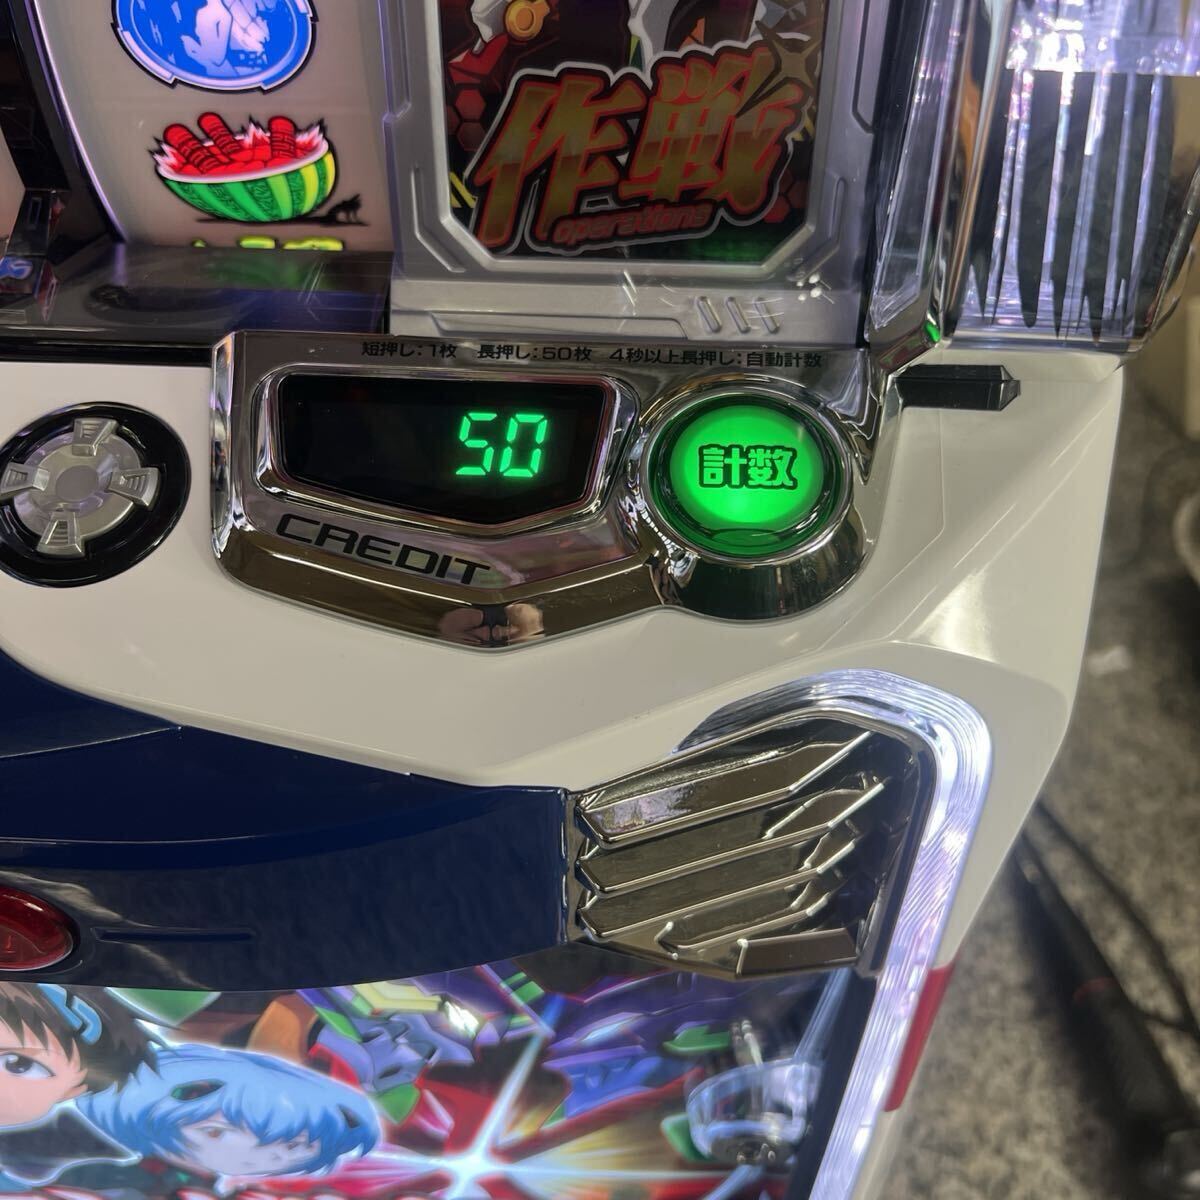 作戦
operations
短押し：1枚　長押し：50枚　4秒以上長押し：自動計数
50
計数
CREDIT